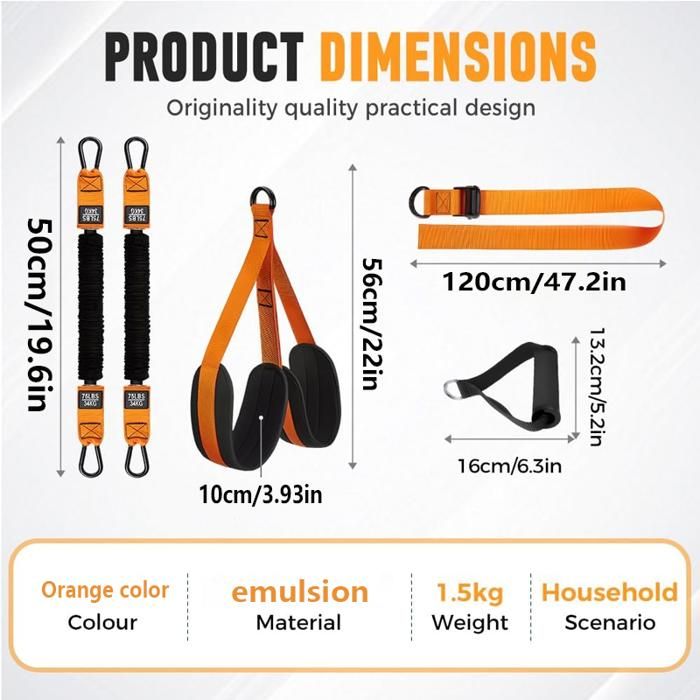 PRODUCT DIMENSIONS
Originality quality practical design
75LBS
34KG
75LBS
34KG
50cm/19.6in
75LBS
34KG
75LBS
34KG
56cm/22in
10cm/3.93in
120cm/47.2in
13.2cm/5.2in
16cm/6.3in
Orange color
Colour
emulsion
Material
1.5kg
Weight
Household
Scenario